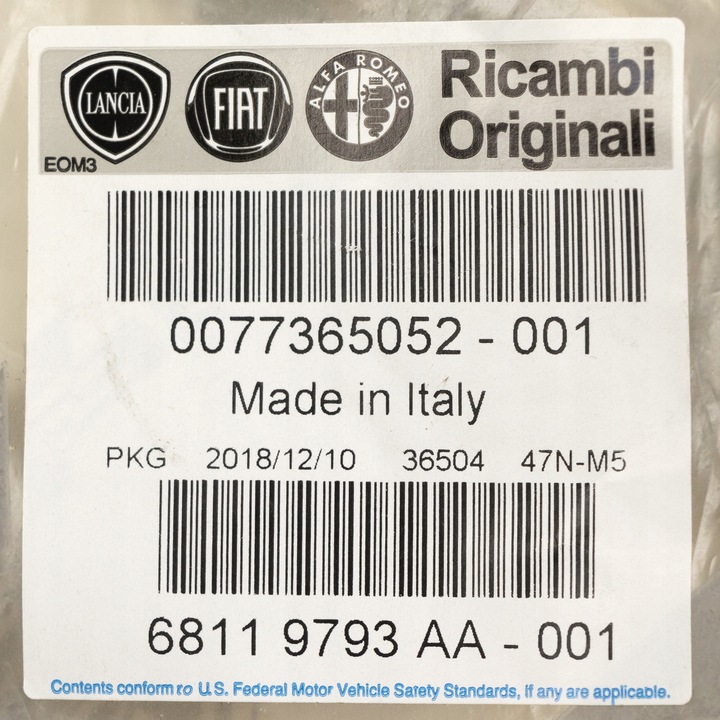 LANCIA
FIAT
ALFA ROMEO
Ricambi
Originali
EOM3
0077365052 - 001
Made in Italy
PKG 2018/12/10 36504 47N-M5
6811 9793 AA - 001
Contents conform to U.S. Federal Motor Vehicle Safety Standards, if any are applicable.